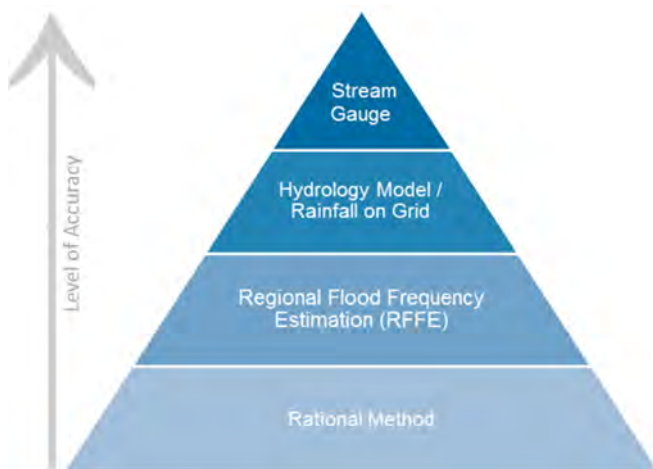 Level of Accuracy
Stream
Gauge
Hydrology Model /
Rainfall on Grid
Regional Flood Frequency
Estimation (RFFE)
Rational Method